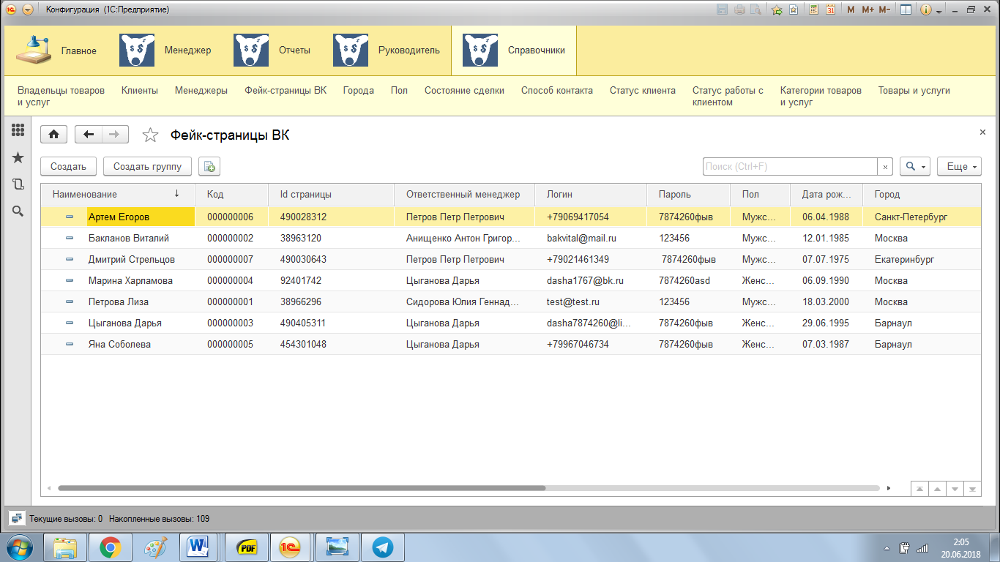 Конфигурация (1С:Предприятие)
M M+ M-
Главное Менеджер Отчеты Руководитель Справочники
Владельцы товаров и услуг Клиенты Менеджеры Фейк-страницы ВК Города Пол Состояние сделки Способ контакта Статус клиента Статус работы с клиентом Категории товаров и услуг Товары и услуги
Фейк-страницы ВК
Создать Создать группу Поиск (Ctrl+F) Еще
Наименование Код Id страницы Ответственный менеджер Логин Пароль Пол Дата рож... Город
Артем Егоров 000000006 490028312 Петров Петр Петрович +79069417054 7874260фыв Мужс... 06.04.1988 Санкт-Петербург
Бакланов Виталий 000000002 38963120 Анищенко Антон Григор... bakvital@mail.ru 123456 Мужс... 12.01.1985 Москва
Дмитрий Стрельцов 000000007 490030643 Петров Петр Петрович +79021461349 7874260фыв Мужс... 07.07.1975 Екатеринбург
Марина Харламова 000000004 92401742 Цыганова Дарья dasha1767@bk.ru 7874260asd Женс... 06.09.1990 Москва
Петрова Лиза 000000001 38966296 Сидорова Юлия Геннад... test@test.ru 123456 Мужс... 18.03.2000 Москва
Цыганова Дарья 000000003 490405311 Цыганова Дарья dasha7874260@li... 7874260фыв Женс... 29.06.1995 Барнаул
Яна Соболева 000000005 454301048 Цыганова Дарья +79967046734 7874260фыв Женс... 07.03.1987 Барнаул
Текущие вызовы: 0 Накопленные вызовы: 109
PDF 1С 2:05
20.06.2018